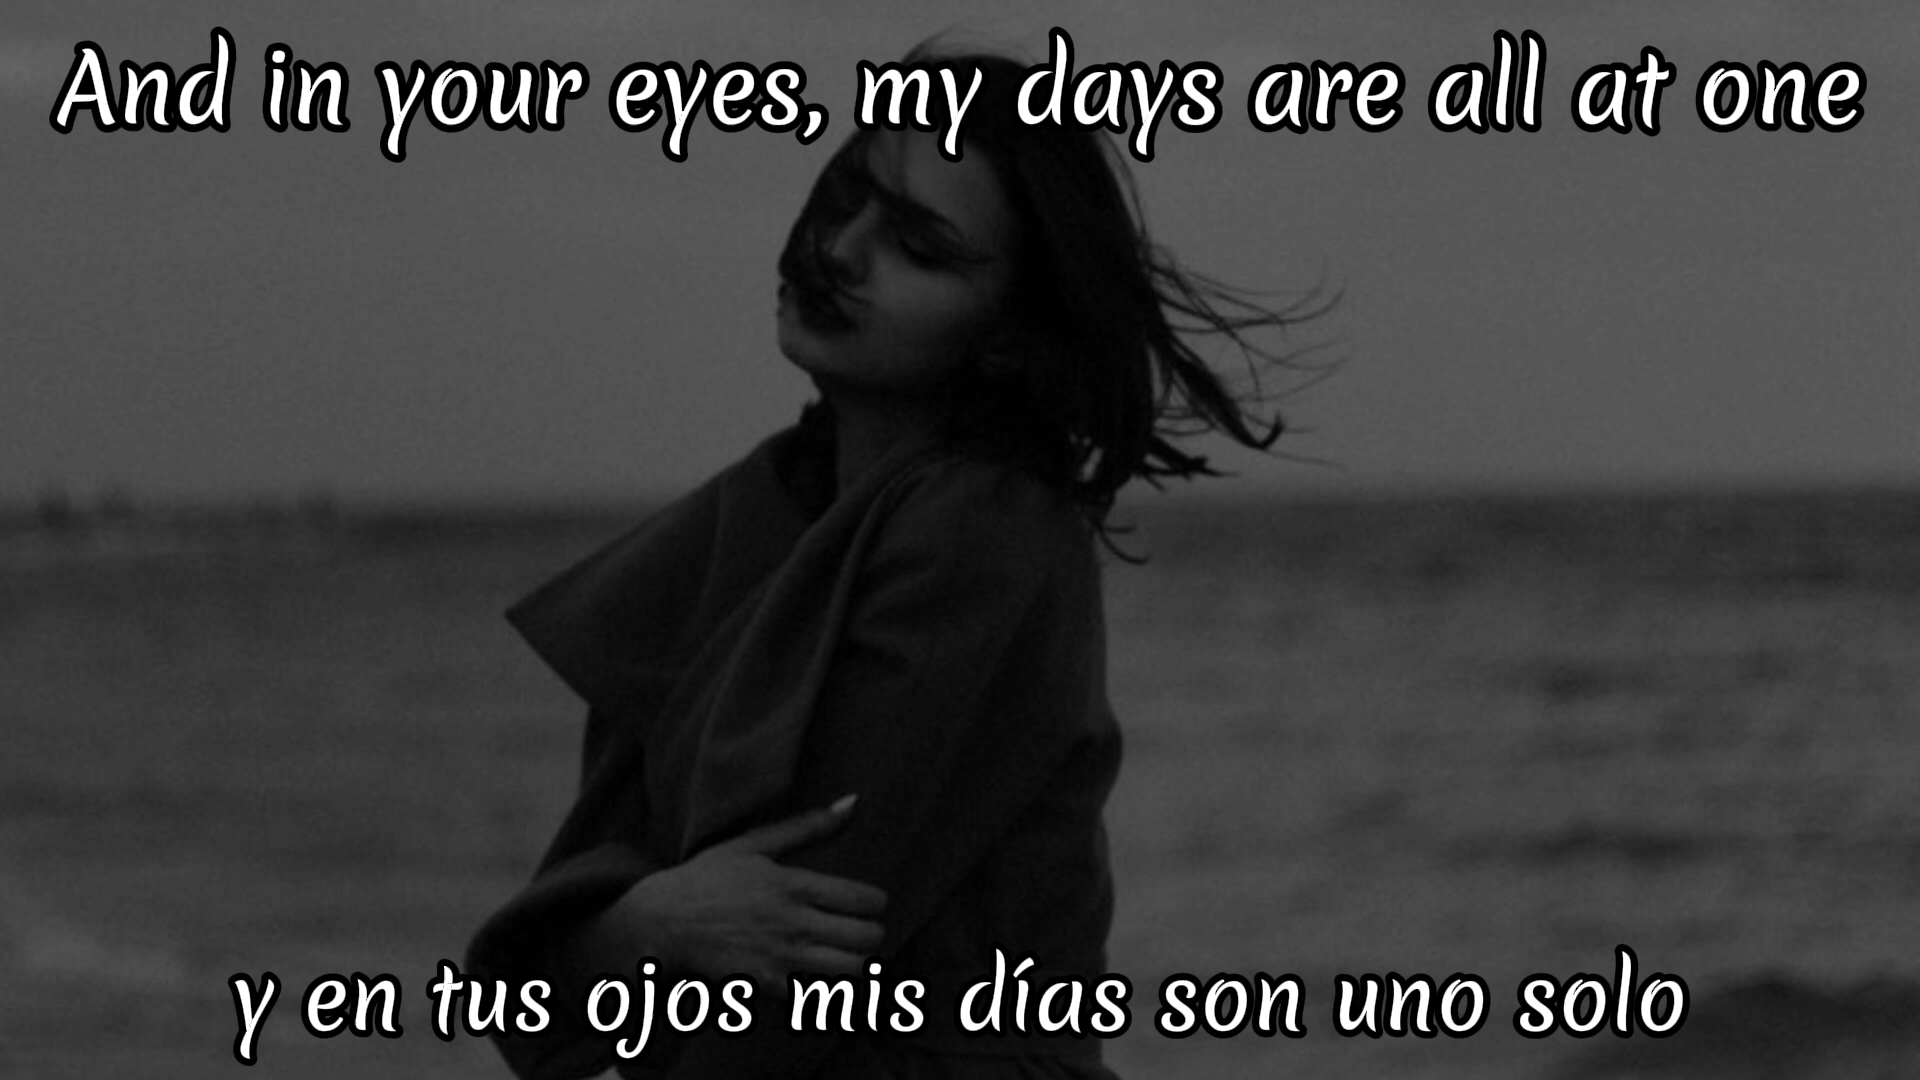 And in your eyes, my days are all at one
y en tus ojos mis días son uno solo